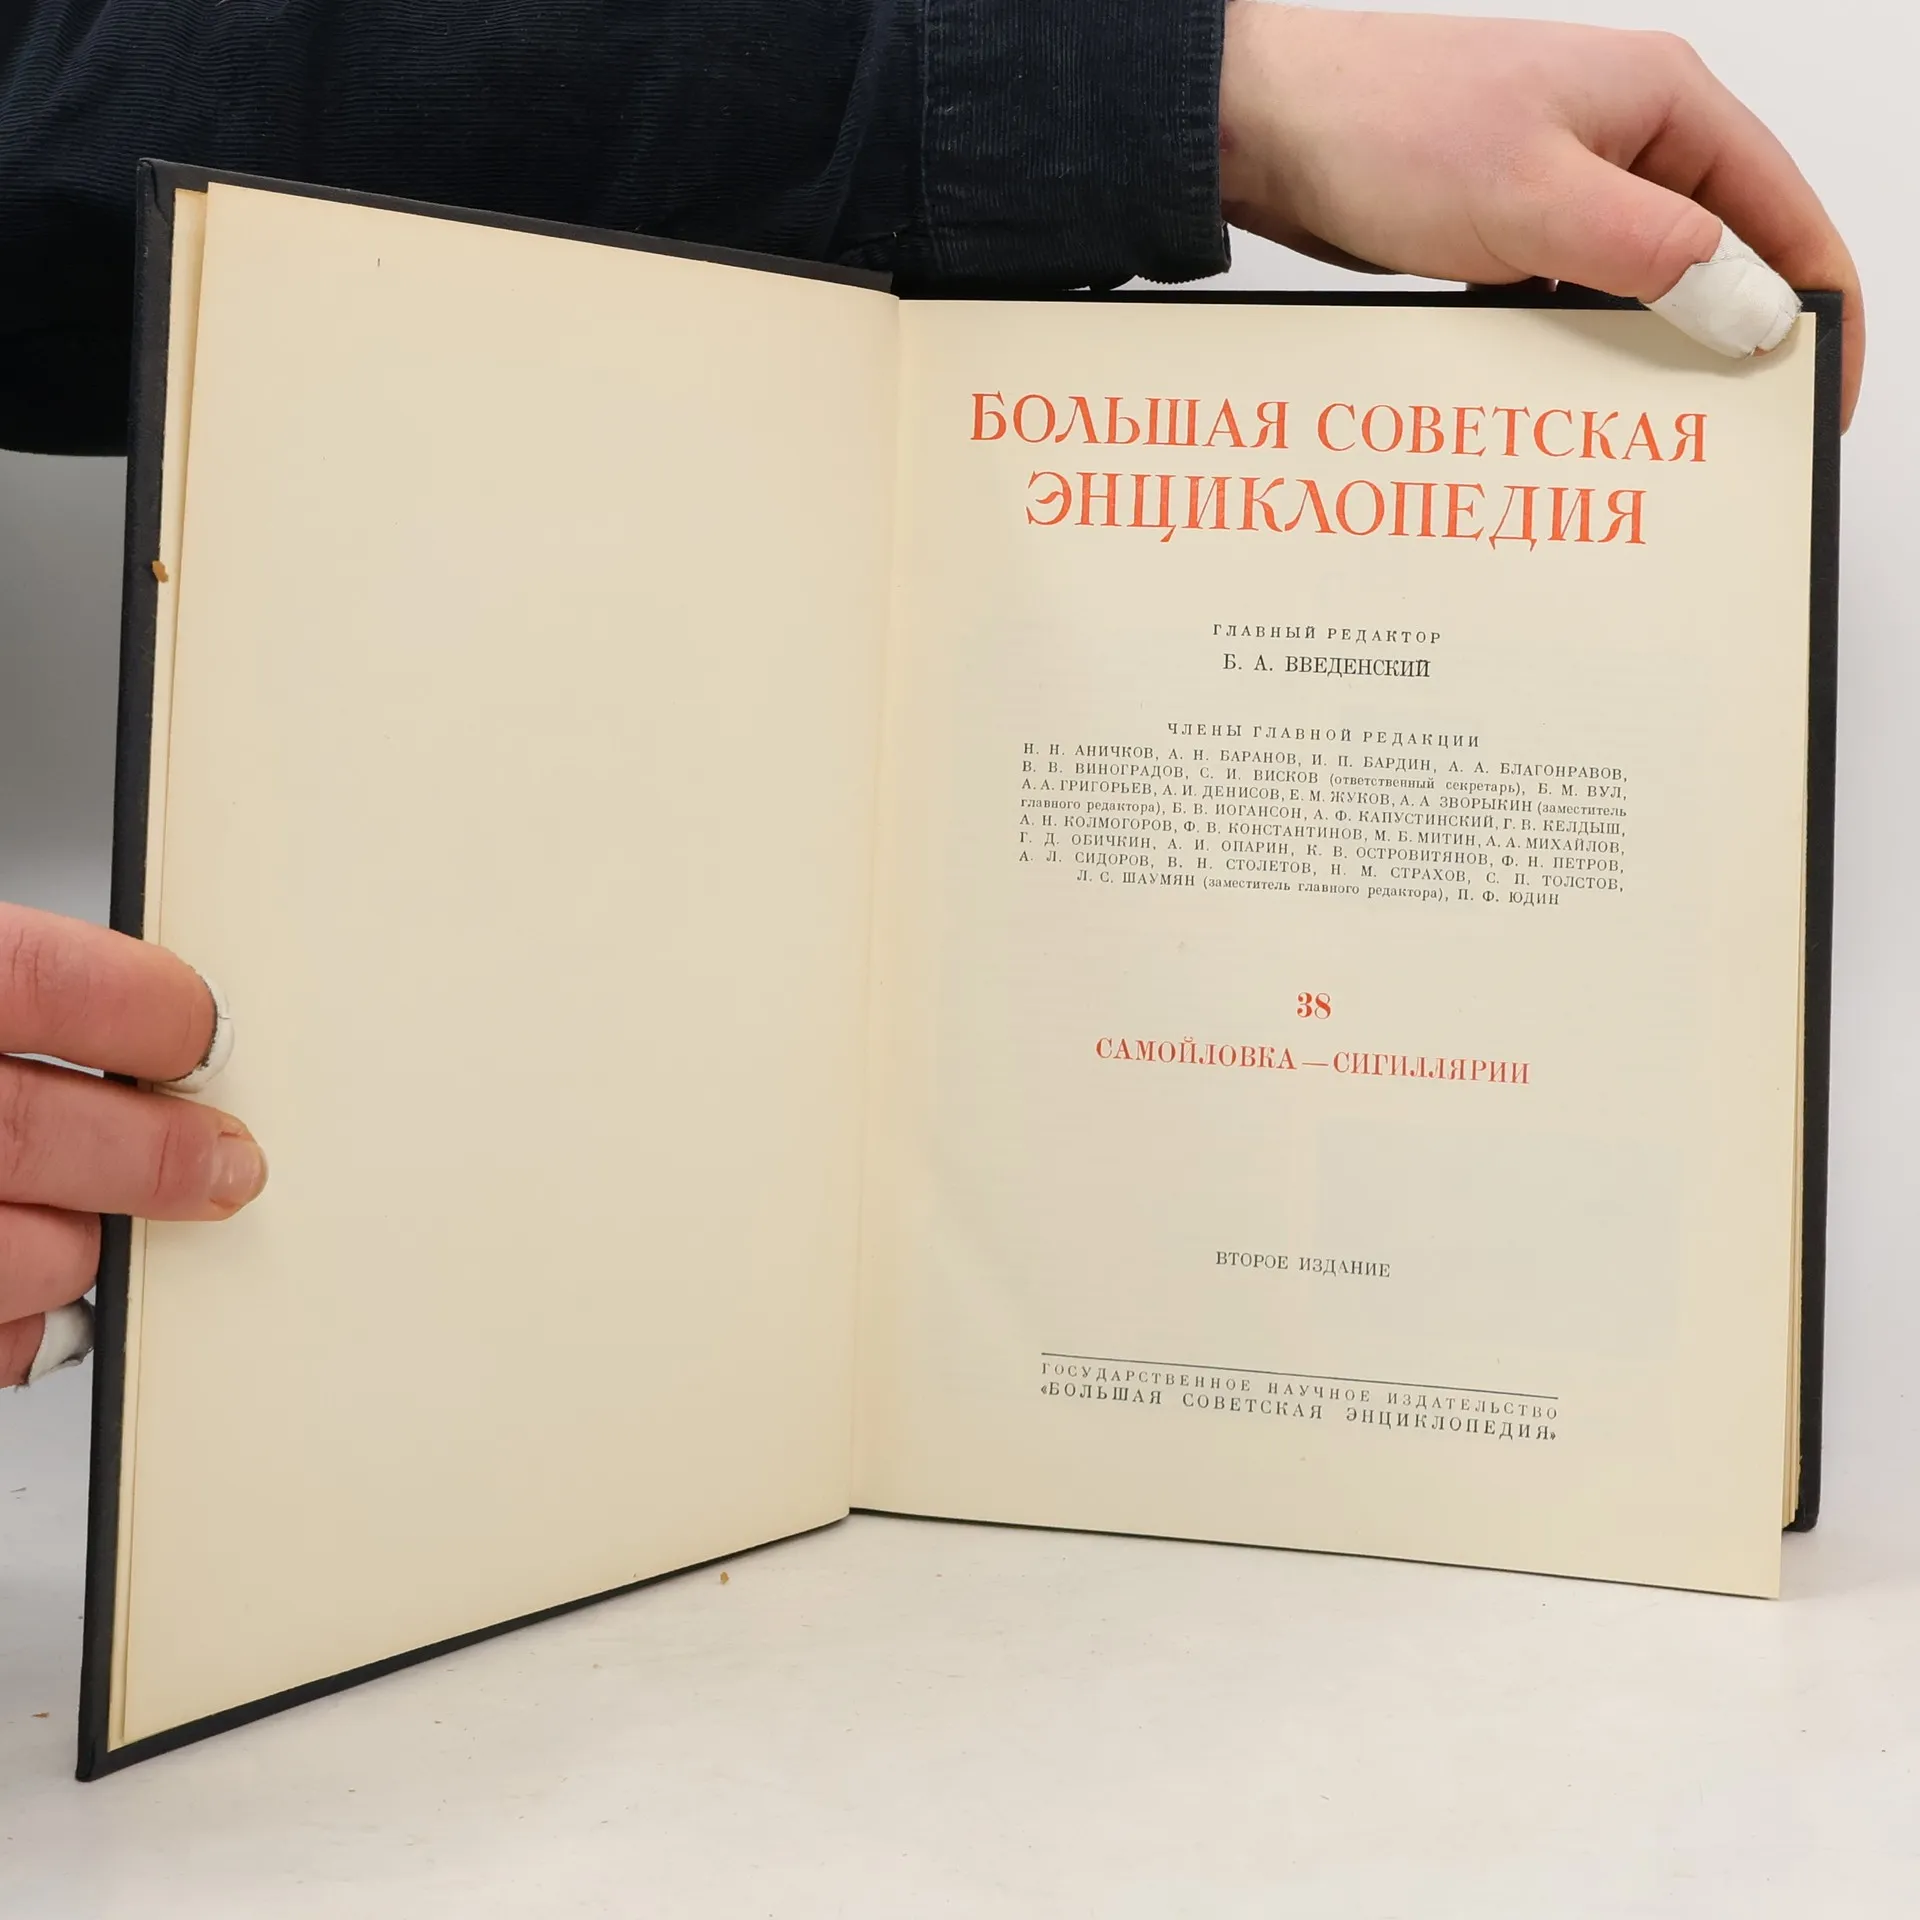 БОЛЬШАЯ СОВЕТСКАЯ
ЭНЦИКЛОПЕДИЯ
ГЛАВНЫЙ РЕДАКТОР
Б. А. ВВЕДЕНСКИЙ
ЧЛЕНЫ ГЛАВНОЙ РЕДАКЦИИ
Н. Н. АНИЧКОВ, А. Н. БАРАНОВ, И. П. БАРДИН, А. А. БЛАГОНРАВОВ,
В. В. ВИНОГРАДОВ, С. И. ВИСКОВ (ответственный секретарь), Б. М. ВУЛ,
А. А. ГРИГОРЬЕВ, А. И. ДЕНИСОВ, Е. М. ЖУКОВ, А. А ЗВОРЫКИН (заместитель
главного редактора), Б. В. ИОГАНСОН, А. Ф. КАПУСТИНСКИЙ, Г. В. КЕЛДЫШ,
А. Н. КОЛМОГОРОВ, Ф. В. КОНСТАНТИНОВ, М. Б. МИТИН, А. А. МИХАЙЛОВ,
Г. Д. ОБИЧКИН, А. И. ОПАРИН, К. В. ОСТРОВИТЯНОВ, Ф. Н. ПЕТРОВ,
А. Л. СИДОРОВ, В. Н. СТОЛЕТОВ, Н. М. СТРАХОВ, С. П. ТОЛСТОВ,
Л. С. ШАУМЯН (заместитель главного редактора), П. Ф. ЮДИН
38
САМОЙЛОВКА — СИГИЛЛЯРИИ
ВТОРОЕ ИЗДАНИЕ
ГОСУДАРСТВЕННОЕ НАУЧНОЕ ИЗДАТЕЛЬСТВО
«БОЛЬШАЯ СОВЕТСКАЯ ЭНЦИКЛОПЕДИЯ»